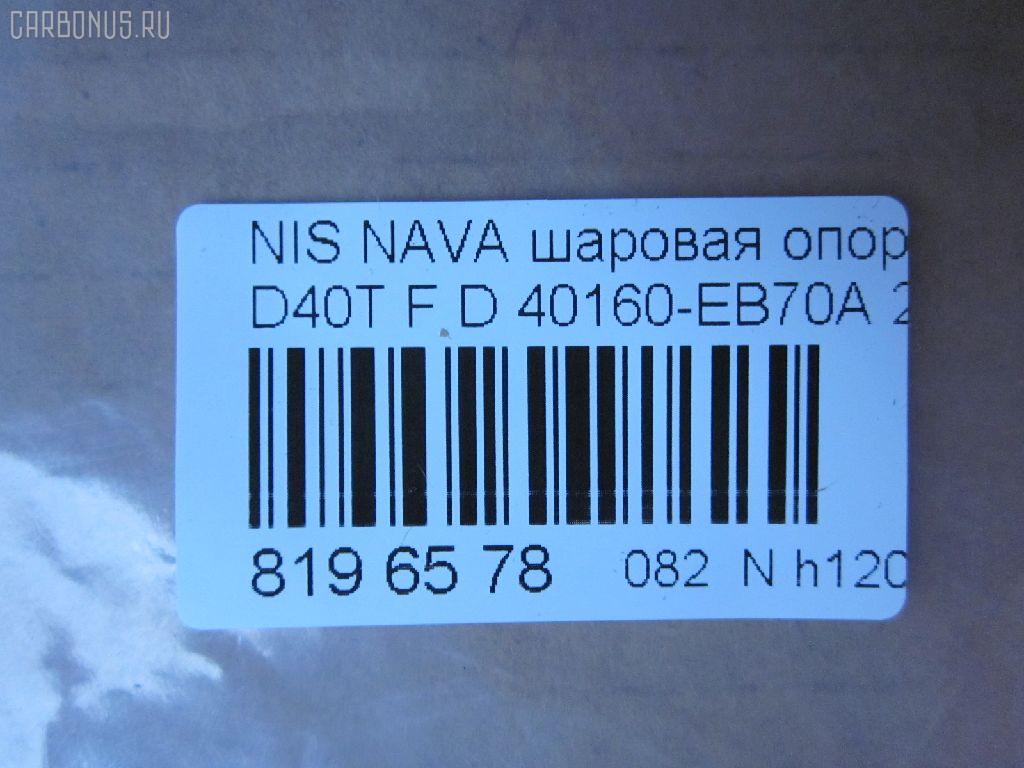 CARBONUS.RU
NIS NAVA шаровая опор
D40T F D 40160-EB70A 2
819 65 78 082 N h120